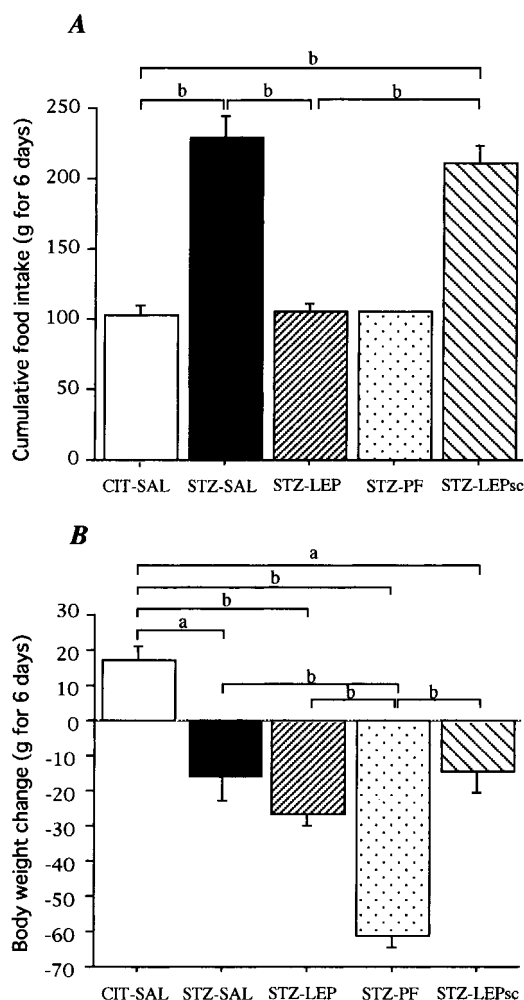 A
b
b b b
250
200
150
100
50
0
Cumulative food intake (g for 6 days)
CIT-SAL STZ-SAL STZ-LEP STZ-PF STZ-LEPsc
B
a
b
b
a
b
b b
30
20
10
0
-10
-20
-30
-40
-50
-60
-70
Body weight change (g for 6 days)
CIT-SAL STZ-SAL STZ-LEP STZ-PF STZ-LEPsc